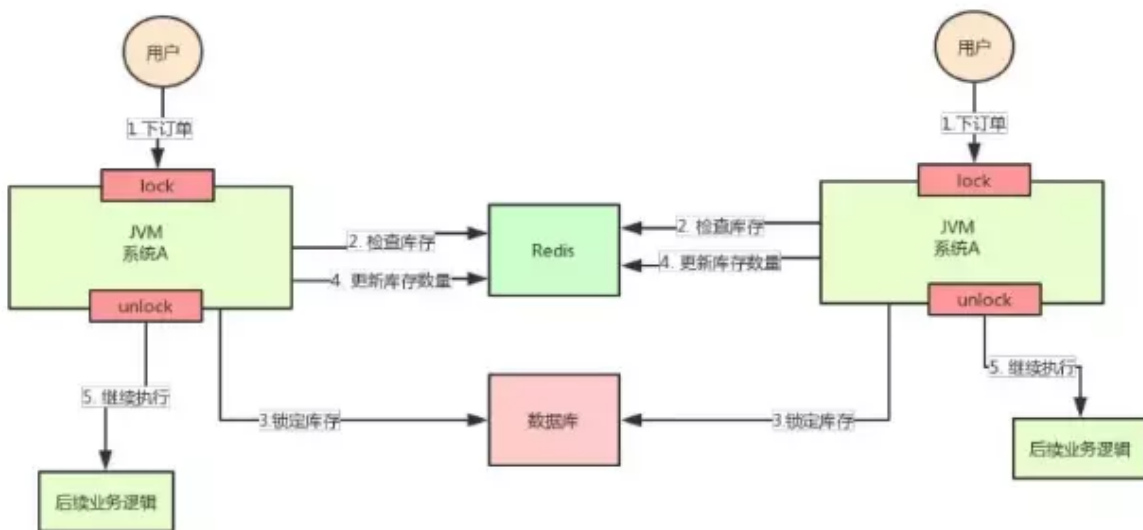 用户
用户
1.下订单
1.下订单
lock
lock
JVM
系统A
JVM
系统A
2. 检查库存
2. 检查库存
Redis
4. 更新库存数量
4. 更新库存数量
unlock
unlock
5. 继续执行
5. 继续执行
3.锁定库存
数据库
3.锁定库存
后续业务逻辑
后续业务逻辑